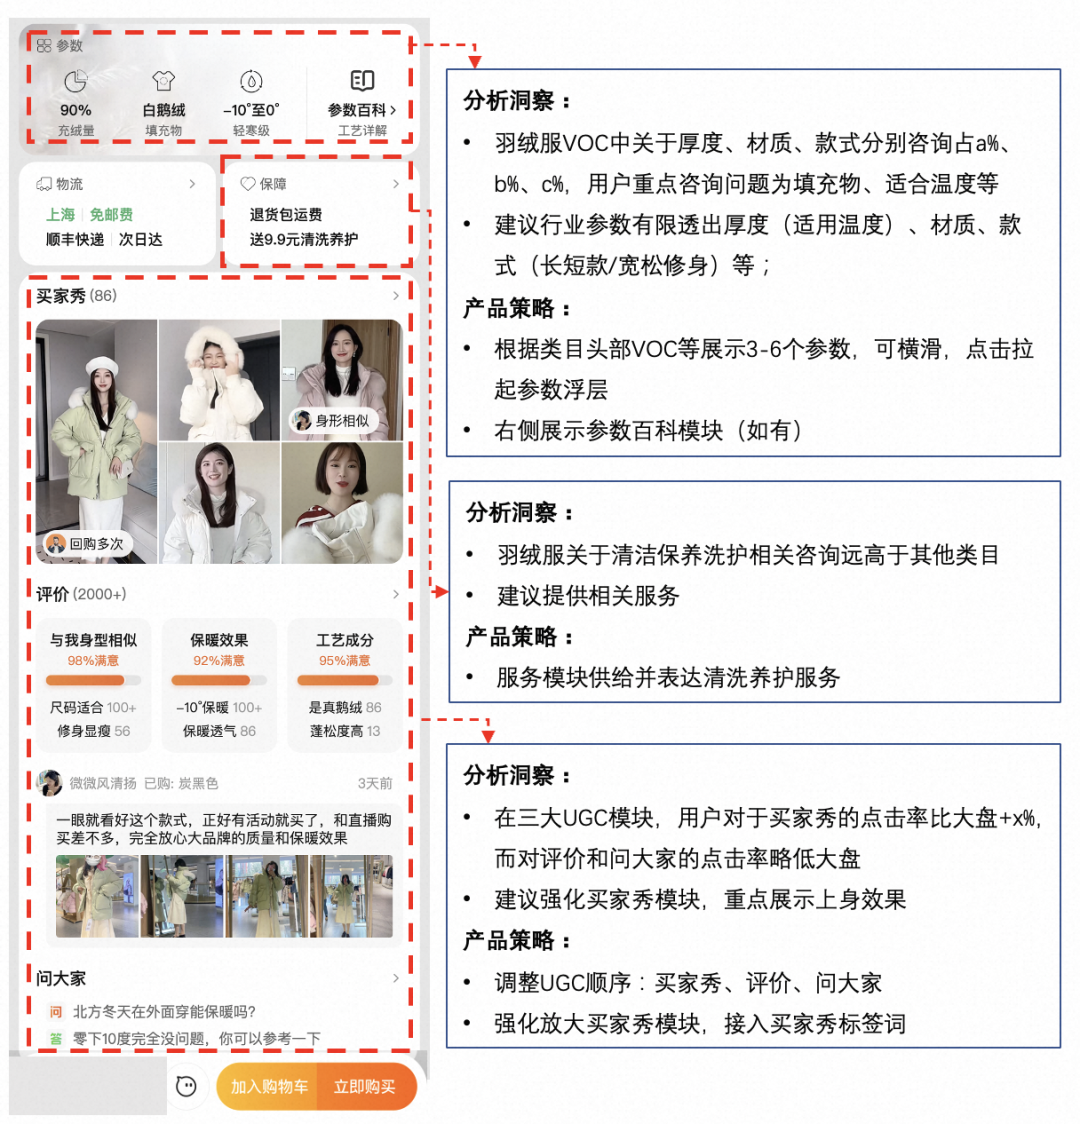 参数
90%
充绒量
白鹅绒
填充物
-10°至0°
轻寒级
参数百科 >
工艺详解
物流
上海 免邮费
顺丰快递 次日达
保障
退货包运费
送9.9元清洗养护
买家秀 (86)
身形相似
回购多次
评价 (2000+)
与我身型相似
98%满意
尺码适合 100+
修身显瘦 56
保暖效果
92%满意
-10°保暖 100+
保暖透气 86
工艺成分
95%满意
是真鹅绒 86
蓬松度高 13
微微风清扬 已购: 炭黑色
3天前
一眼就看好这个款式，正好有活动就买了，和直播购
买差不多，完全放心大品牌的质量和保暖效果
问大家
问 北方冬天在外面穿能保暖吗?
答 零下10度完全没问题，你可以参考一下
加入购物车
立即购买
分析洞察：
• 羽绒服VOC中关于厚度、材质、款式分别咨询占a%、
b%、c%，用户重点咨询问题为填充物、适合温度等
• 建议行业参数有限透出厚度（适用温度）、材质、款
式（长短款/宽松修身）等；
产品策略：
• 根据类目头部VOC等展示3-6个参数，可横滑，点击拉
起参数浮层
• 右侧展示参数百科模块（如有）
分析洞察：
• 羽绒服关于清洁保养洗护相关咨询远高于其他类目
• 建议提供相关服务
产品策略：
• 服务模块供给并表达清洗养护服务
分析洞察：
• 在三大UGC模块，用户对于买家秀的点击率比大盘+x%，
而对评价和问大家的点击率略低大盘
• 建议强化买家秀模块，重点展示上身效果
产品策略：
• 调整UGC顺序：买家秀、评价、问大家
• 强化放大买家秀模块，接入买家秀标签词